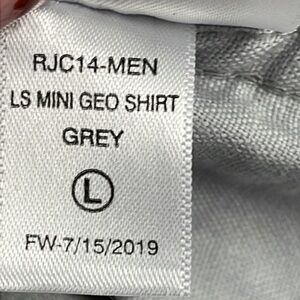 RJC14-MEN
LS MINI GEO SHIRT
GREY
L
FW-7/15/2019